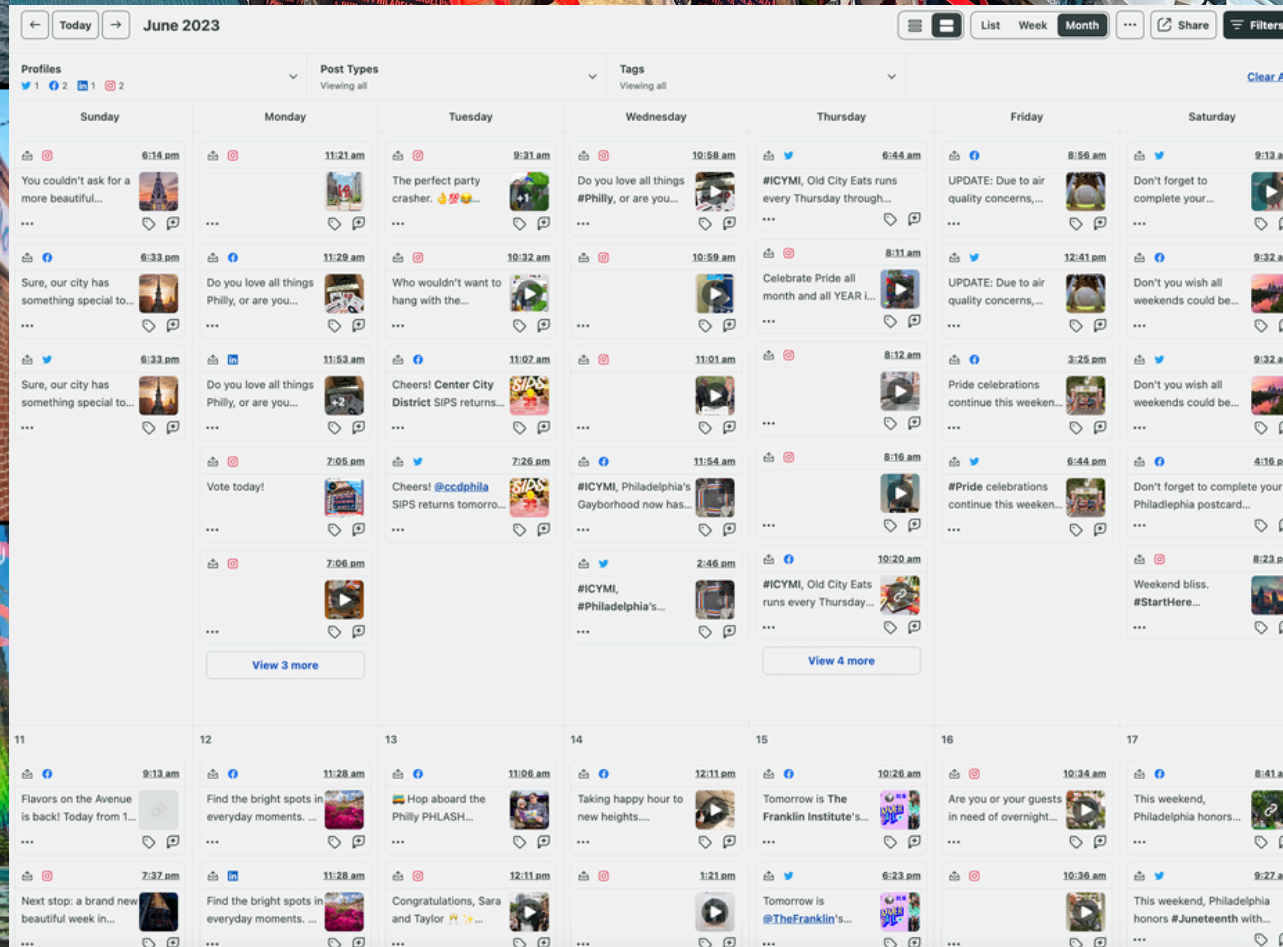 Today
June 2023
List
Week
Month
Share
Filters
Profiles
1 2 1 2
Post Types
Viewing all
Tags
Viewing all
Clear A
Sunday
Monday
Tuesday
Wednesday
Thursday
Friday
Saturday
6:14 pm
You couldn't ask for a
more beautiful...
6:33 pm
Sure, our city has
something special to...
6:33 pm
Sure, our city has
something special to...
11:21 am
11:29 am
Do you love all things
Philly, or are you...
11:53 am
Do you love all things
Philly, or are you...
+2
7:05 pm
Vote today!
7:06 pm
View 3 more
9:31 am
The perfect party
crasher. 👌💯😂...
+1
10:32 am
Who wouldn't want to
hang with the...
11:07 am
Cheers! Center City
District SIPS returns...
SIPS
7:26 pm
Cheers! @ccdphila
SIPS returns tomorro...
SIPS
10:58 am
Do you love all things
#Philly, or are you...
10:59 am
11:01 am
11:54 am
#ICYMI, Philadelphia's
Gayborhood now has...
2:46 pm
#ICYMI,
#Philadelphia's...
6:44 am
#ICYMI, Old City Eats runs
every Thursday through...
8:11 am
Celebrate Pride all
month and all YEAR i...
8:12 am
8:16 am
10:20 am
#ICYMI, Old City Eats
runs every Thursday...
View 4 more
8:56 am
UPDATE: Due to air
quality concerns,...
12:41 pm
UPDATE: Due to air
quality concerns,...
3:25 pm
Pride celebrations
continue this weeken...
6:44 pm
#Pride celebrations
continue this weeken...
9:13 a
Don't forget to
complete your...
9:32 a
Don't you wish all
weekends could be...
9:32 a
Don't you wish all
weekends could be...
4:16 p
Don't forget to complete your
Philadlephia postcard...
8:23 p
Weekend bliss.
#StartHere...
11
9:13 am
Flavors on the Avenue
is back! Today from 1...
7:37 pm
Next stop: a brand new
beautiful week in...
12
11:28 am
Find the bright spots in
everyday moments. ...
11:28 am
Find the bright spots in
everyday moments. ...
13
11:06 am
🚌 Hop aboard the
Philly PHLASH...
12:11 pm
Congratulations, Sara
and Taylor 🥂 ✨...
14
12:11 pm
Taking happy hour to
new heights....
1:21 pm
15
10:26 am
Tomorrow is The
Franklin Institute's...
6:23 pm
Tomorrow is
@TheFranklin's...
16
10:34 am
Are you or your guests
in need of overnight...
10:36 am
17
8:41 a
This weekend,
Philadelphia honors...
9:27 a
This weekend, Philadelphia
honors #Juneteenth with...